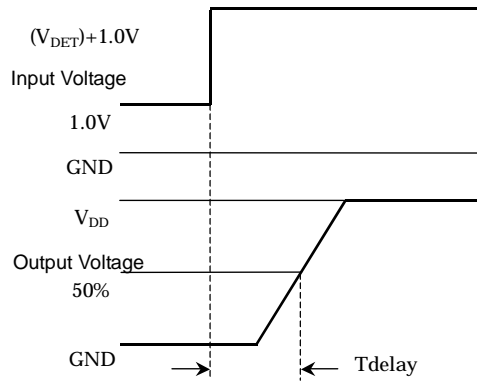 (VDET)+1.0V
Input Voltage
1.0V
GND
VDD
Output Voltage
50%
GND
Tdelay